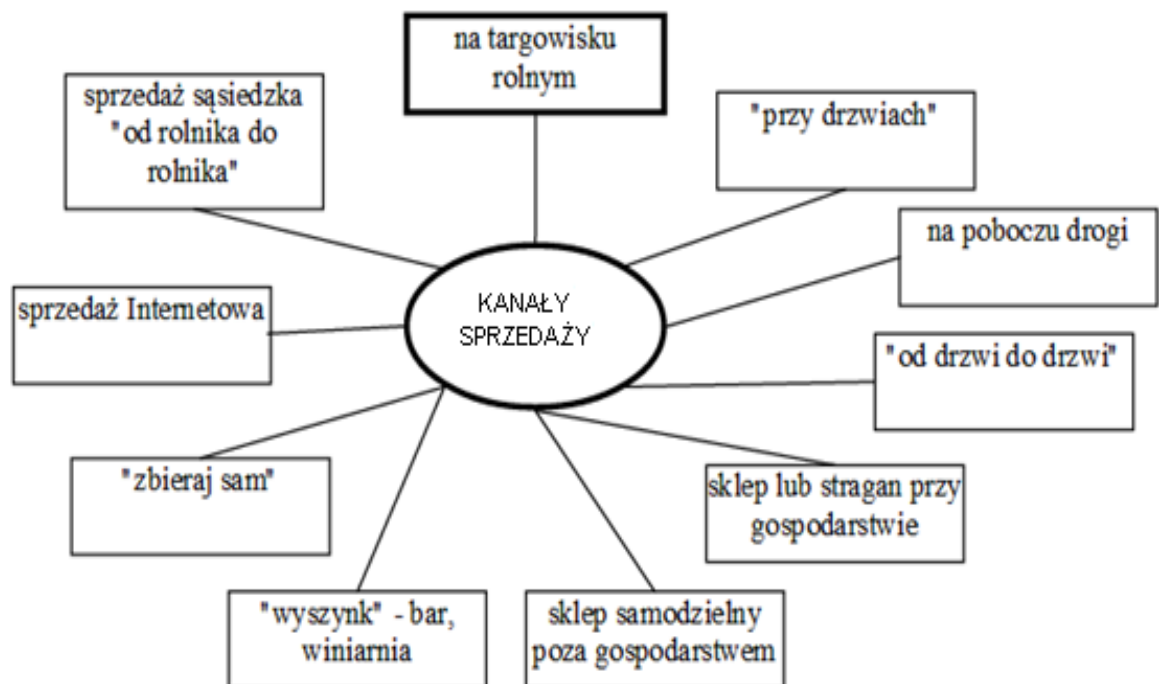 na targowisku
rolnym
sprzedaż sąsiedzka
"od rolnika do
rolnika"
"przy drzwiach"
na poboczu drogi
KANAŁY
SPRZEDAŻY
sprzedaż Internetowa
"od drzwi do drzwi"
"zbieraj sam"
sklep lub stragan przy
gospodarstwie
"wyszynk" - bar,
winiarnia
sklep samodzielny
poza gospodarstwem